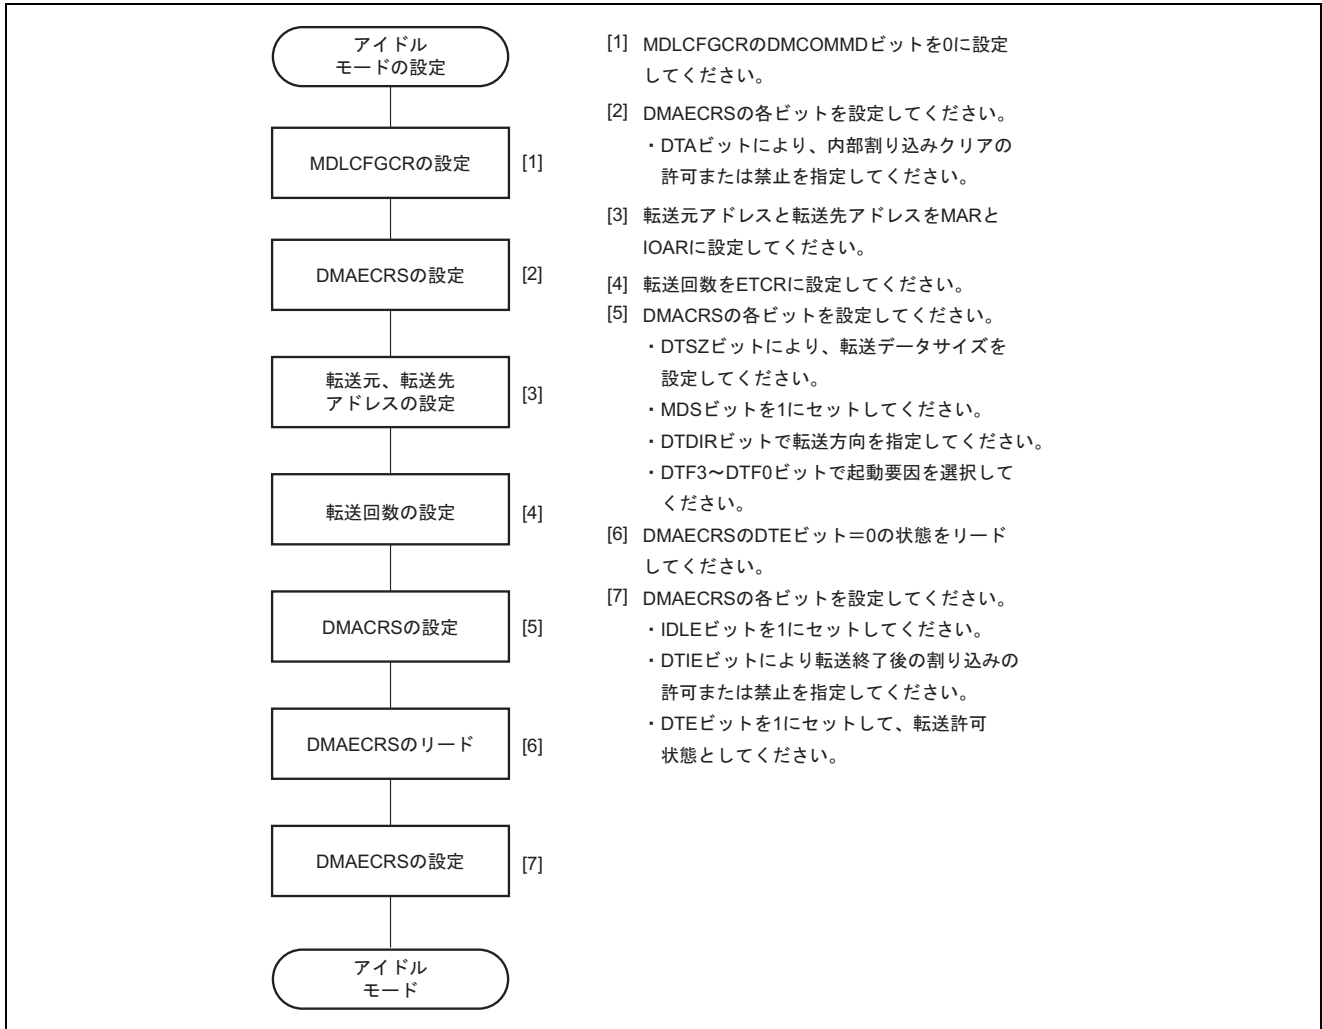 アイドル
モードの設定
MDLCFGCRの設定 [1]
DMAECRSの設定 [2]
転送元、転送先
アドレスの設定 [3]
転送回数の設定 [4]
DMACRSの設定 [5]
DMAECRSのリード [6]
DMAECRSの設定 [7]
アイドル
モード
[1] MDLCFGCRのDMCOMMDビットを0に設定
してください。
[2] DMAECRSの各ビットを設定してください。
・DTAビットにより、内部割り込みクリアの
許可または禁止を指定してください。
[3] 転送元アドレスと転送先アドレスをMARと
IOARに設定してください。
[4] 転送回数をETCRに設定してください。
[5] DMACRSの各ビットを設定してください。
・DTSZビットにより、転送データサイズを
設定してください。
・MDSビットを1にセットしてください。
・DTDIRビットで転送方向を指定してください。
・DTF3～DTF0ビットで起動要因を選択して
ください。
[6] DMAECRSのDTEビット＝0の状態をリード
してください。
[7] DMAECRSの各ビットを設定してください。
・IDLEビットを1にセットしてください。
・DTIEビットにより転送終了後の割り込みの
許可または禁止を指定してください。
・DTEビットを1にセットして、転送許可
状態としてください。